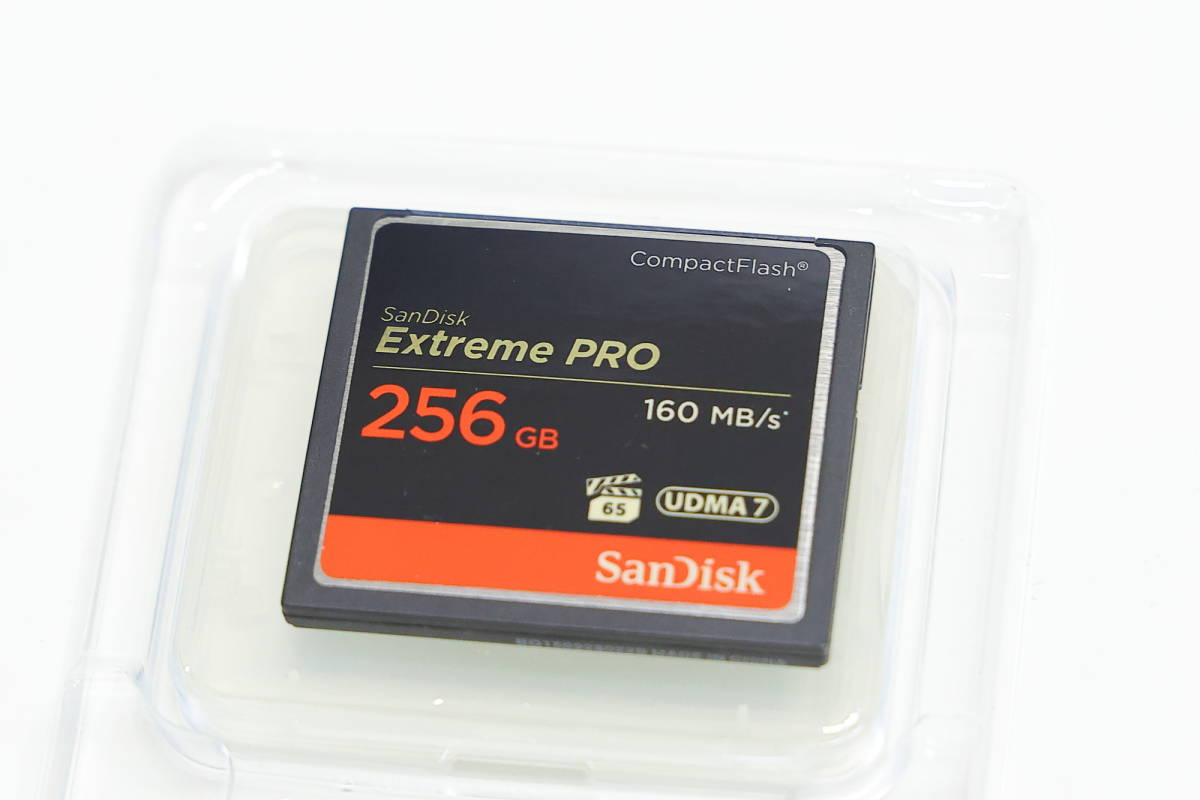 CompactFlash®
SanDisk
Extreme PRO
256 GB
160 MB/s*
65
UDMA 7
SanDisk